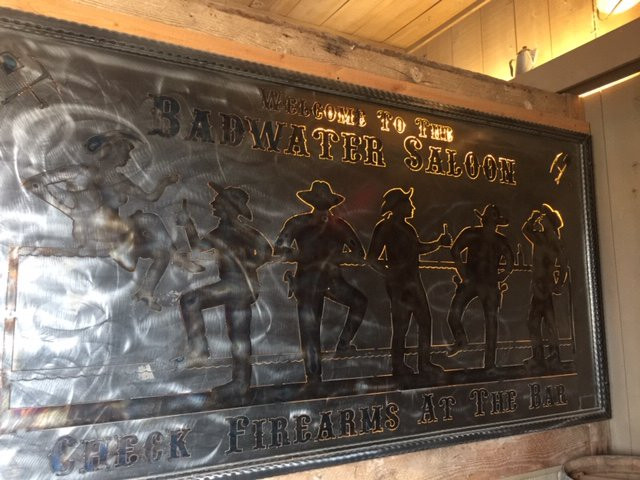 Welcome To The
Badwater Saloon
Check Firearms At The Bar